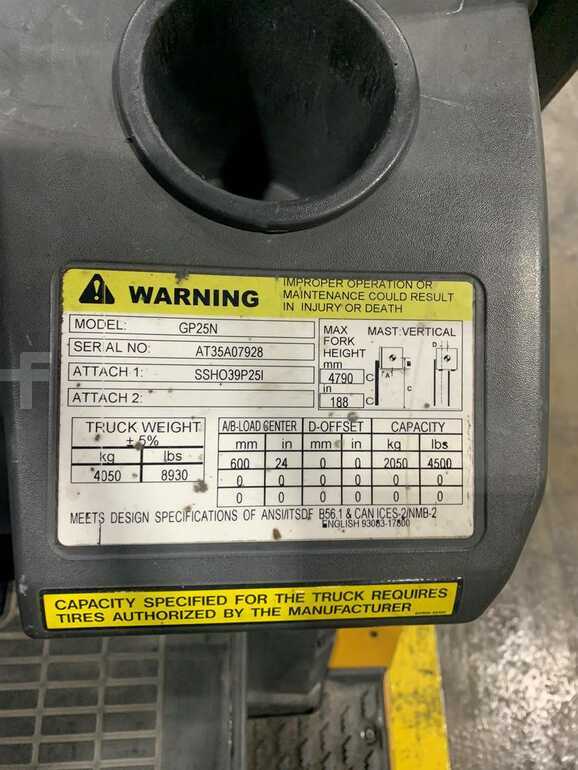 WARNING
IMPROPER OPERATION OR
MAINTENANCE COULD RESULT
IN INJURY OR DEATH
MODEL: GP25N
SERIAL NO: AT35A07928
ATTACH 1: SSHO39P25I
ATTACH 2:
MAX
FORK
HEIGHT
mm
4790 C
in
188 C
MAST:VERTICAL
D
A
B
C
TRUCK WEIGHT
± 5%
kg lbs
4050 8930
A/B-LOAD CENTER D-OFFSET CAPACITY
mm in mm in kg lbs
600 24 0 0 2050 4500
0 0 0 0 0 0
0 0 0 0 0 0
MEETS DESIGN SPECIFICATIONS OF ANSI/ITSDF B56.1 & CAN ICES-2/NMB-2
ENGLISH 93083-17800
CAPACITY SPECIFIED FOR THE TRUCK REQUIRES
TIRES AUTHORIZED BY THE MANUFACTURER